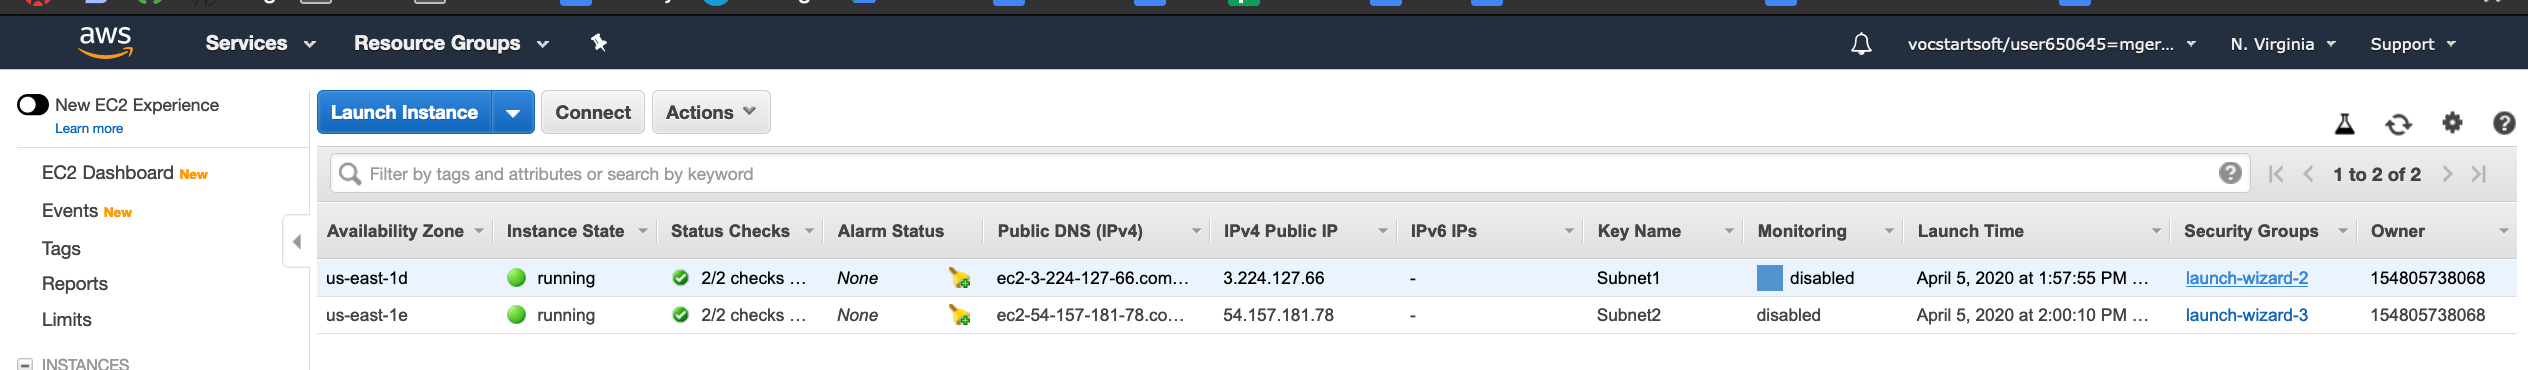 aws Services Resource Groups vocstartsoft/user650645=mger... N. Virginia Support
New EC2 Experience
Learn more
Launch Instance Connect Actions
EC2 Dashboard New
Events New
Tags
Reports
Limits
INSTANCES
Filter by tags and attributes or search by keyword 1 to 2 of 2
Availability Zone Instance State Status Checks Alarm Status Public DNS (IPv4) IPv4 Public IP IPv6 IPs Key Name Monitoring Launch Time Security Groups Owner
us-east-1d running 2/2 checks ... None ec2-3-224-127-66.com... 3.224.127.66 - Subnet1 disabled April 5, 2020 at 1:57:55 PM ... launch-wizard-2 154805738068
us-east-1e running 2/2 checks ... None ec2-54-157-181-78.co... 54.157.181.78 - Subnet2 disabled April 5, 2020 at 2:00:10 PM ... launch-wizard-3 154805738068